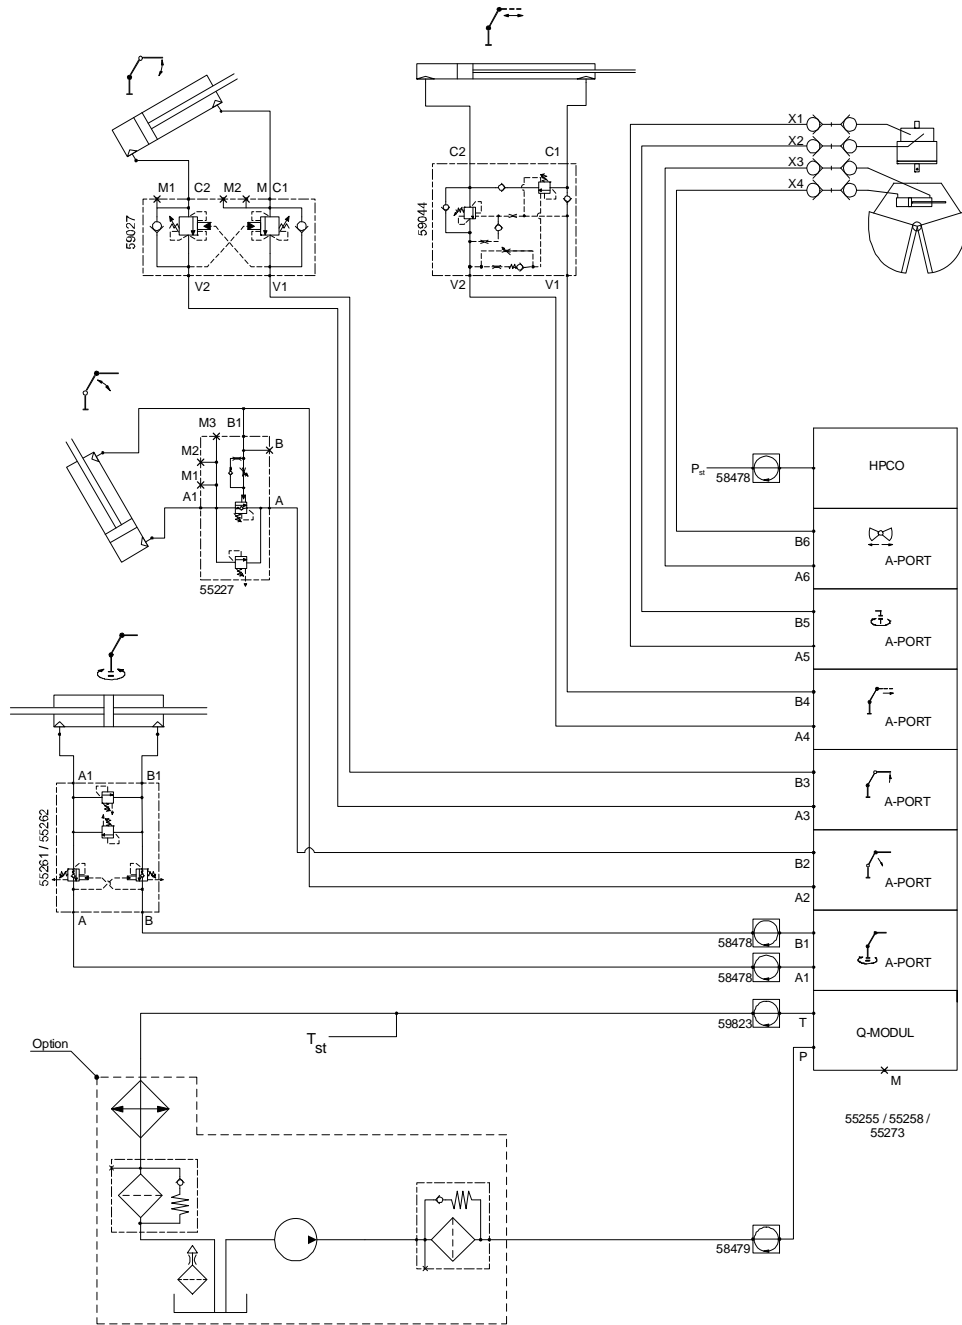 X1
X2
X3
X4
C2
C1
M1
C2
M2
M
C1
59027
59044
V2
V1
V2
V1
M3
B1
B
M2
M1
A1
A
55227
Pst
58478
HPCO
B6
A-PORT
A6
B5
A-PORT
A5
B4
A-PORT
A4
B3
A-PORT
A3
B2
A-PORT
A2
A1
B1
55261 / 55262
A
B
58478
B1
A-PORT
58478
A1
59823
T
Q-MODUL
Tst
P
Option
M
55255 / 55258 /
55273
58479